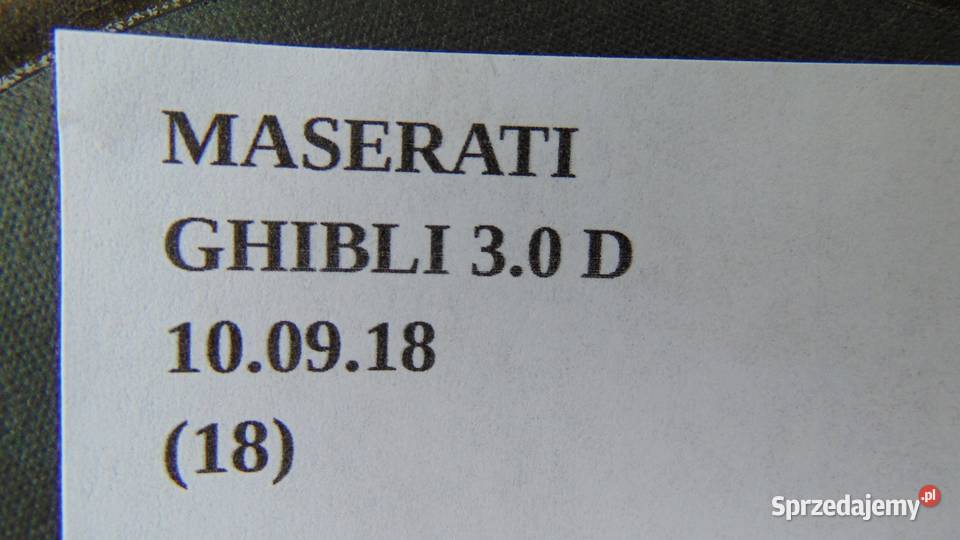 MASERATI
GHIBLI 3.0 D
10.09.18
(18)
Sprzedajemy.pl